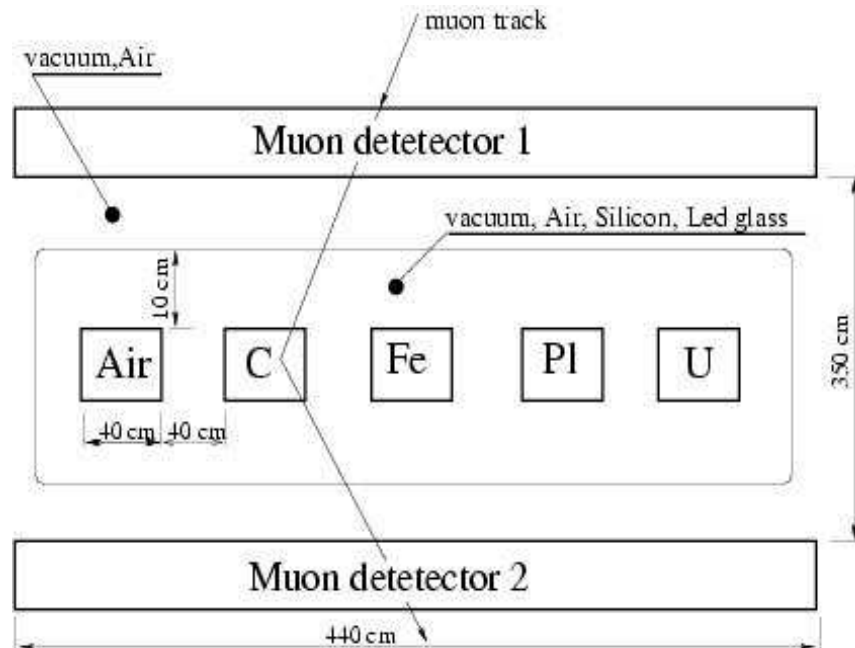 muon track
vacuum,Air
Muon detetector 1
vacuum, Air, Silicon, Led glass
10 cm
Air
C
Fe
Pl
U
350 cm
40 cm
40 cm
Muon detetector 2
440 cm